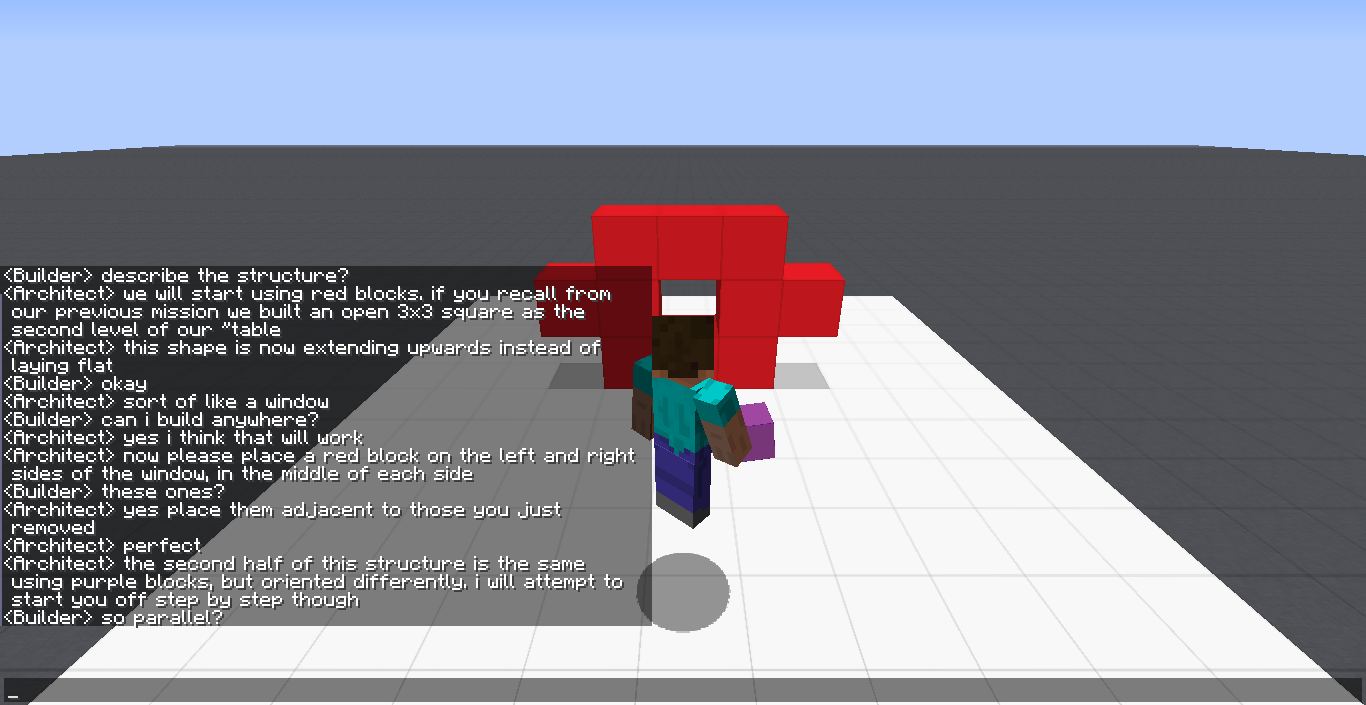 <Builder> describe the structure?
<Architect> we will start using red blocks. if you recall from
our previous mission we built an open 3x3 square as the
second level of our "table
<Architect> this shape is now extending upwards instead of
laying flat
<Builder> okay
<Architect> sort of like a window
<Builder> can i build anywhere?
<Architect> yes i think that will work
<Architect> now please place a red block on the left and right
sides of the window, in the middle of each side
<Builder> these ones?
<Architect> yes place them adjacent to those you just
removed
<Architect> perfect
<Architect> the second half of this structure is the same
using purple blocks, but oriented differently. i will attempt to
start you off step by step though
<Builder> so parallel?
_